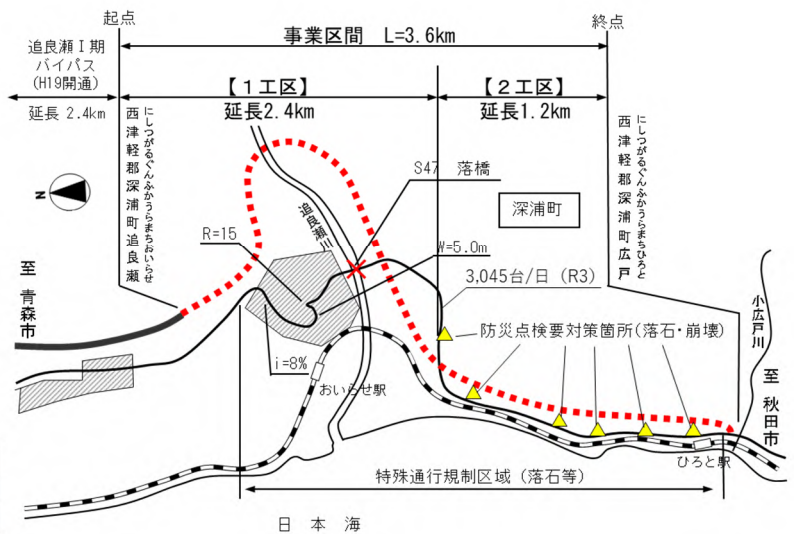 起点
終点
事業区間 L=3.6km
追良瀬Ⅰ期
バイパス
(H19開通)
延長 2.4km
【1工区】
延長2.4km
【2工区】
延長1.2km
西津軽郡深浦町追良瀬
にしつがるぐんふかうらまちおいらせ
西津軽郡深浦町広戸
にしつがるぐんふかうらまちひろと
S47 落橋
深浦町
N
追良瀬川
R=15
W=5.0m
3,045台/日（R3）
至 青森市
小広戸川
至 秋田市
防災点検要対策箇所(落石・崩壊)
i=8%
おいらせ駅
ひろと駅
特殊通行規制区域（落石等）
日本海